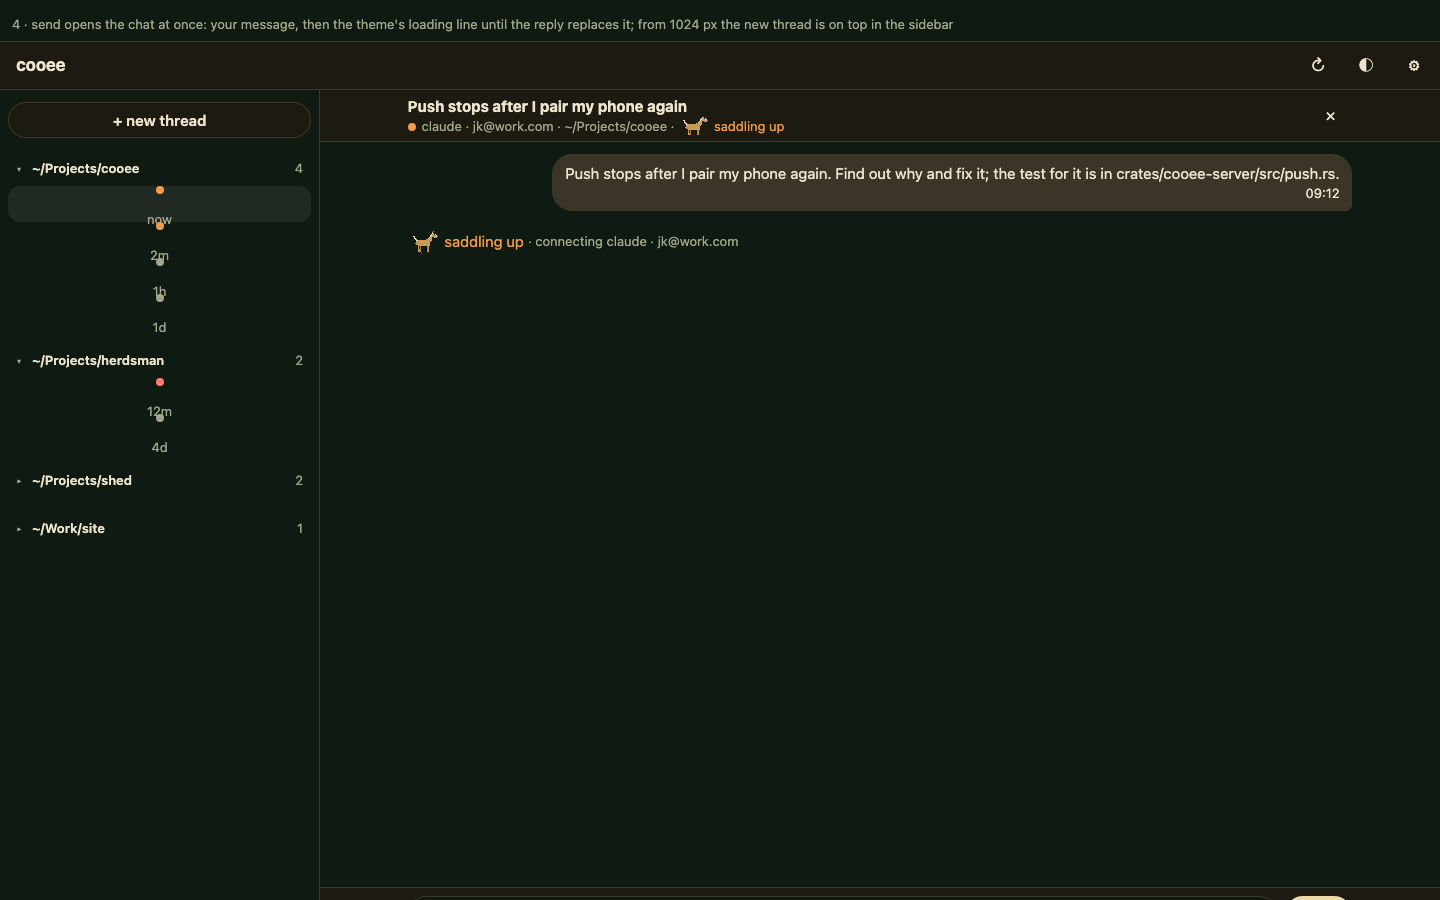 4 · send opens the chat at once: your message, then the theme's loading line until the reply replaces it; from 1024 px the new thread is on top in the sidebar
cooee
+ new thread
~/Projects/cooee 4
now
2m
1h
1d
~/Projects/herdsman 2
12m
4d
~/Projects/shed 2
~/Work/site 1
Push stops after I pair my phone again
claude · jk@work.com · ~/Projects/cooee · saddling up
Push stops after I pair my phone again. Find out why and fix it; the test for it is in crates/cooee-server/src/push.rs.
09:12
saddling up · connecting claude · jk@work.com